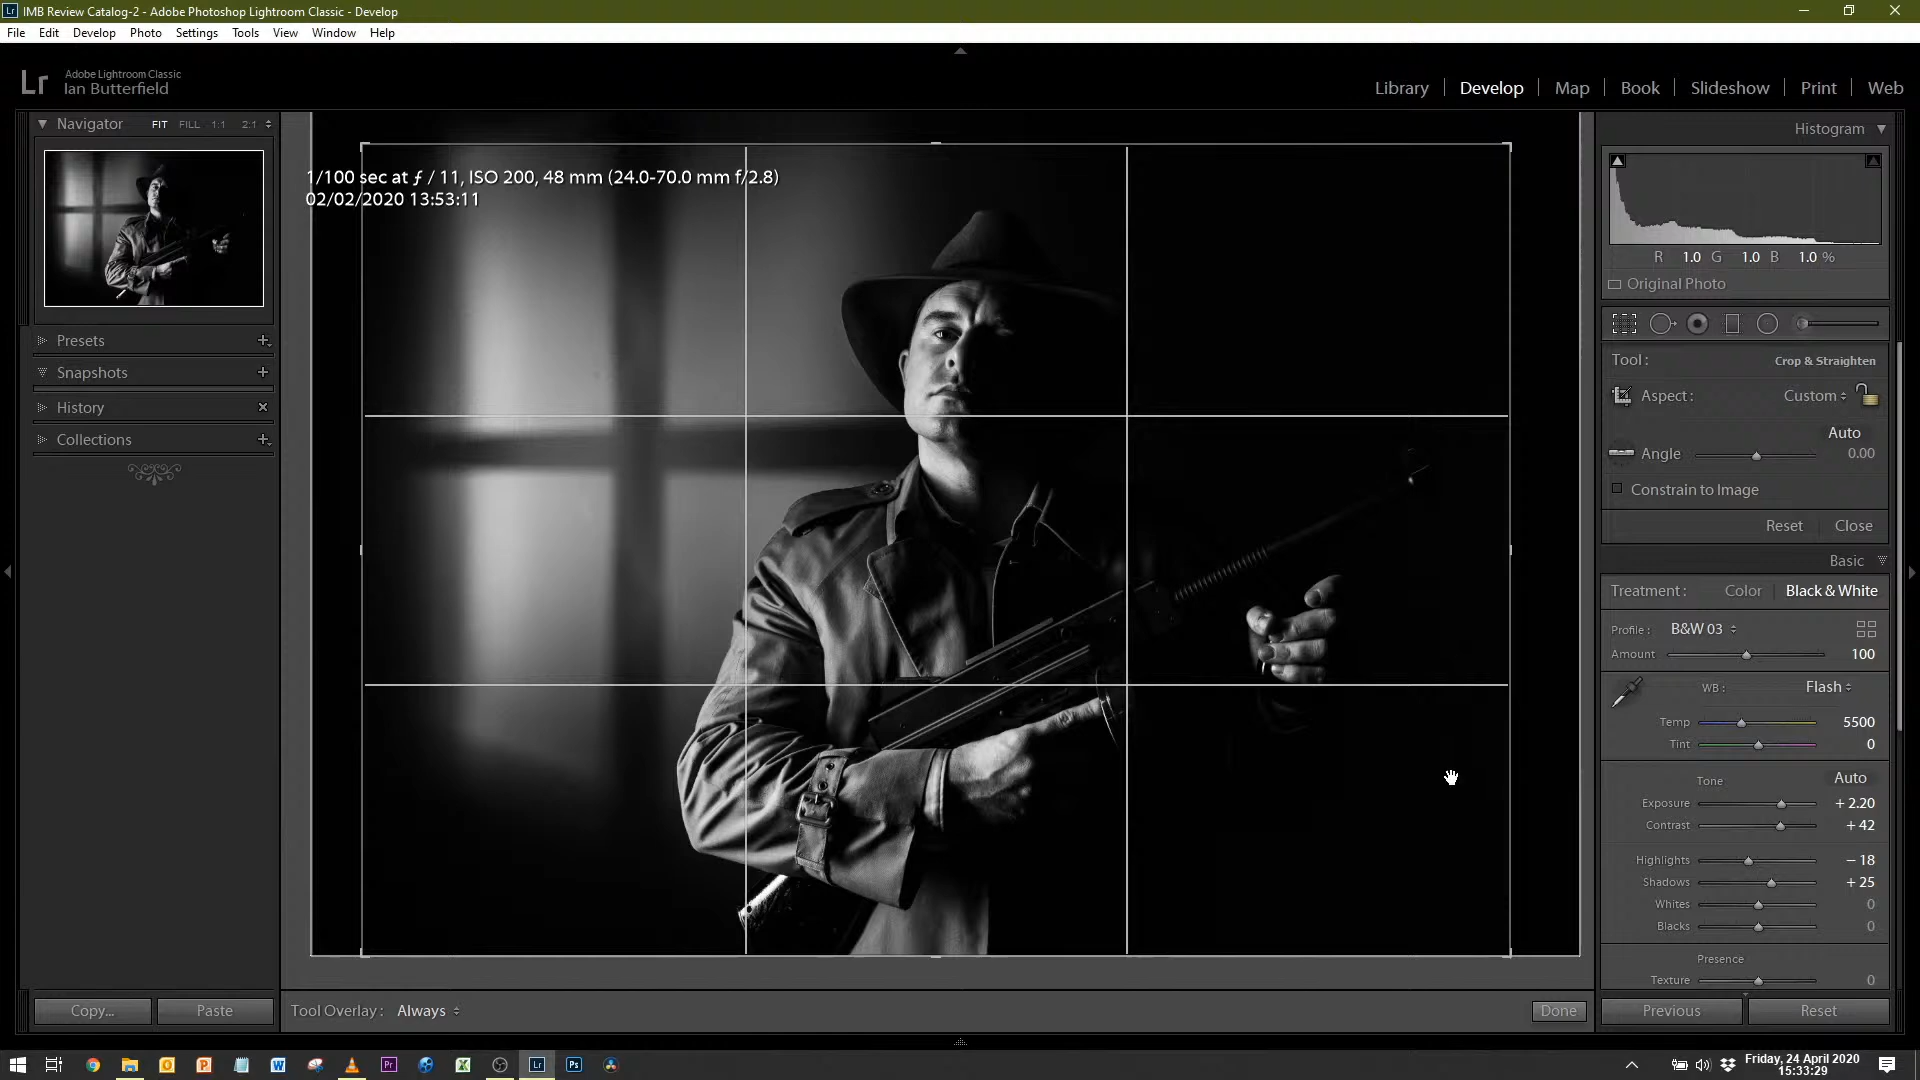 IMB Review Catalog-2 - Adobe Photoshop Lightroom Classic - Develop
File Edit Develop Photo Settings Tools View Window Help
Lr Adobe Lightroom Classic
Ian Butterfield
Library Develop Map Book Slideshow Print Web
Navigator FIT FILL 1:1 2:1
Presets
Snapshots
History
Collections
1/100 sec at ƒ / 11, ISO 200, 48 mm (24.0-70.0 mm f/2.8)
02/02/2020 13:53:11
Histogram
R 1.0 G 1.0 B 1.0 %
Original Photo
Tool : Crop & Straighten
Aspect : Custom
Auto
Angle 0.00
Constrain to Image
Reset Close
Basic
Treatment : Color Black & White
Profile : B&W 03
Amount 100
WB : Flash
Temp 5500
Tint 0
Tone Auto
Exposure + 2.20
Contrast + 42
Highlights – 18
Shadows + 25
Whites 0
Blacks 0
Presence
Texture 0
Copy... Paste
Tool Overlay : Always
Done
Previous Reset
Friday, 24 April 2020
15:33:29